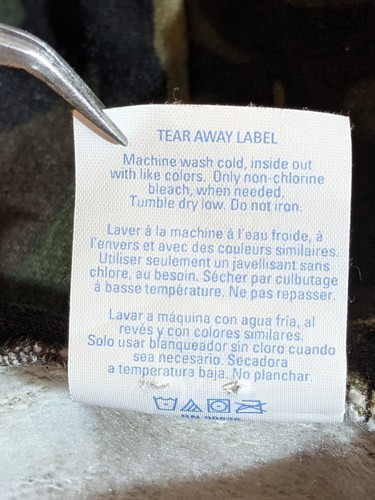 TEAR AWAY LABEL
Machine wash cold, inside out
with like colors. Only non-chlorine
bleach, when needed.
Tumble dry low. Do not iron.
Laver à la machine à l'eau froide, à
l'envers et avec des couleurs similaires.
Utiliser seulement un javellisant sans
chlore, au besoin. Sécher par culbutage
à basse température. Ne pas repasser.
Lavar a máquina con agua fría, al
revés y con colores similares.
Solo usar blanqueador sin cloro cuando
sea necesario. Secadora
a temperatura baja. No planchar.
RN